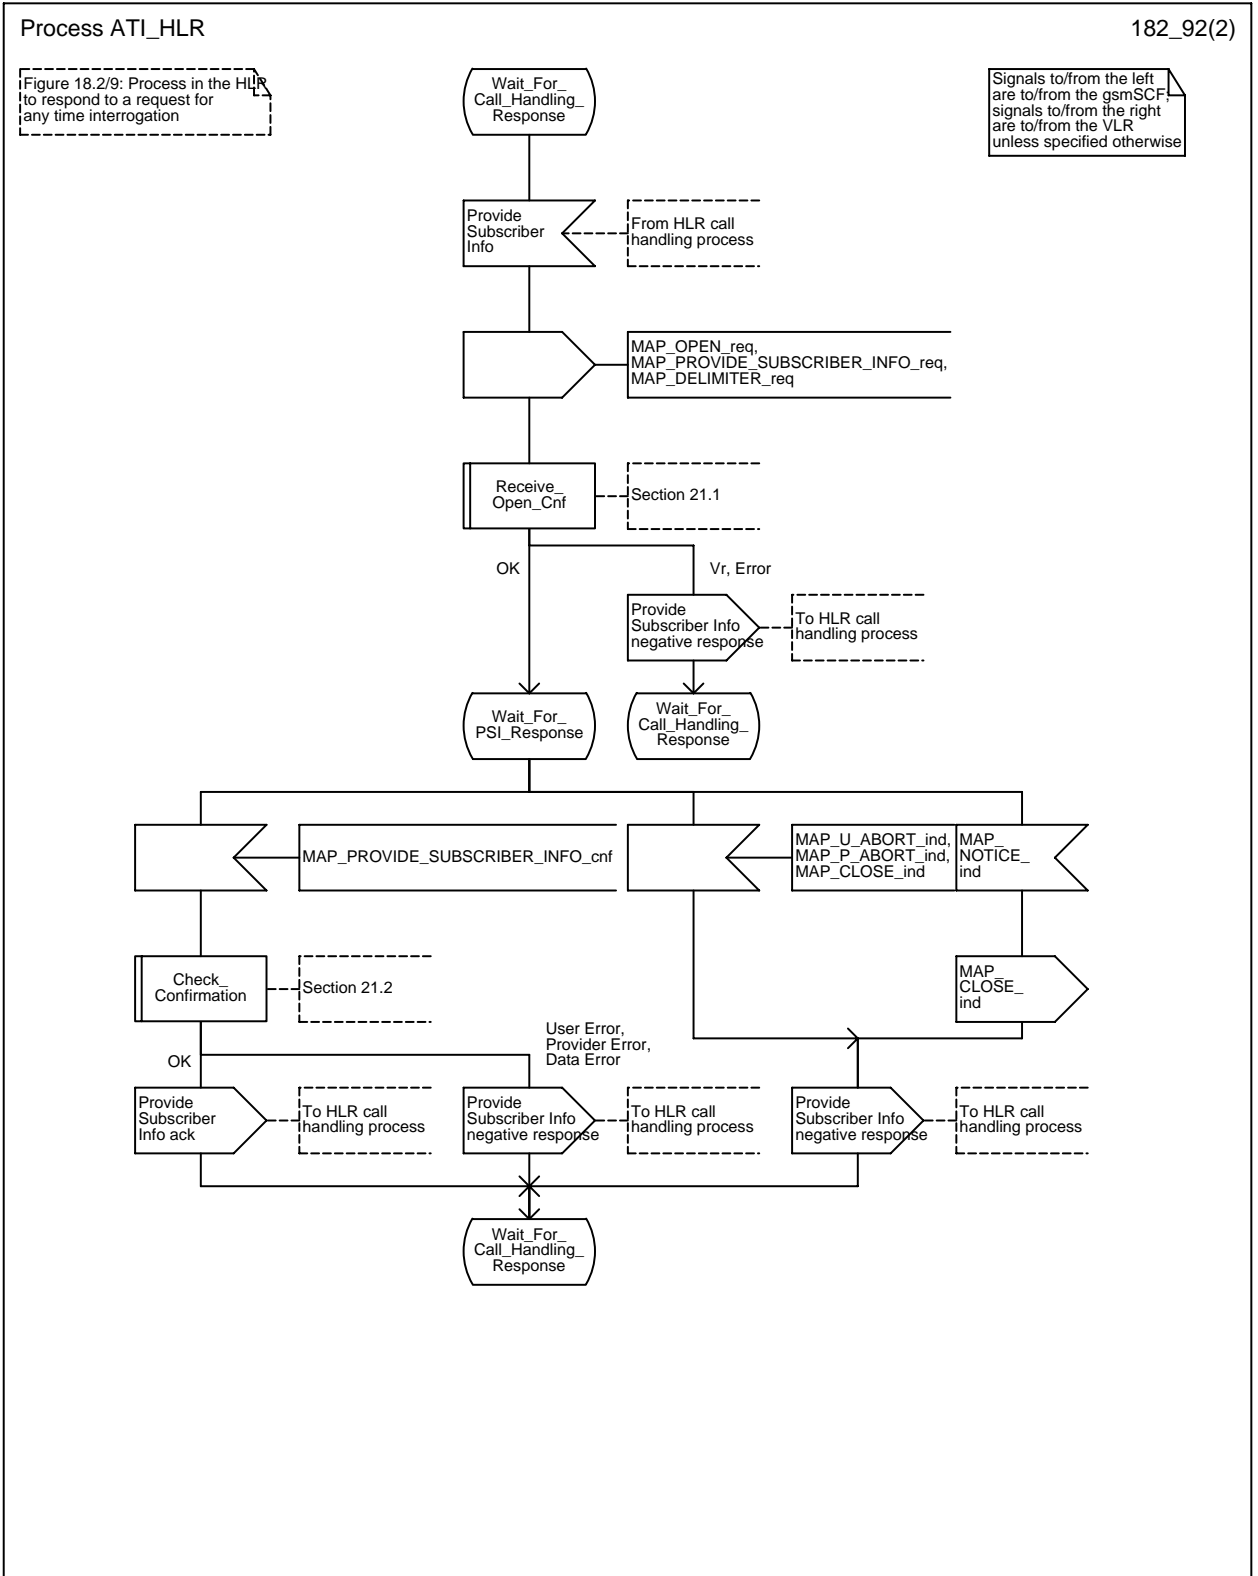 Process ATI_HLR
182_92(2)
Figure 18.2/9: Process in the HLR
to respond to a request for
any time interrogation
Wait_For_
Call_Handling_
Response
Signals to/from the left
are to/from the gsmSCF;
signals to/from the right
are to/from the VLR
unless specified otherwise
Provide
Subscriber
Info
From HLR call
handling process
MAP_OPEN_req,
MAP_PROVIDE_SUBSCRIBER_INFO_req,
MAP_DELIMITER_req
Receive_
Open_Cnf
Section 21.1
OK
Vr, Error
Provide
Subscriber Info
negative response
To HLR call
handling process
Wait_For_
PSI_Response
Wait_For_
Call_Handling_
Response
MAP_PROVIDE_SUBSCRIBER_INFO_cnf
MAP_U_ABORT_ind,
MAP_P_ABORT_ind,
MAP_CLOSE_ind
MAP_
NOTICE_
ind
Check_
Confirmation
Section 21.2
MAP_
CLOSE_
ind
User Error,
Provider Error,
Data Error
OK
Provide
Subscriber
Info ack
To HLR call
handling process
Provide
Subscriber Info
negative response
To HLR call
handling process
Provide
Subscriber Info
negative response
To HLR call
handling process
Wait_For_
Call_Handling_
Response